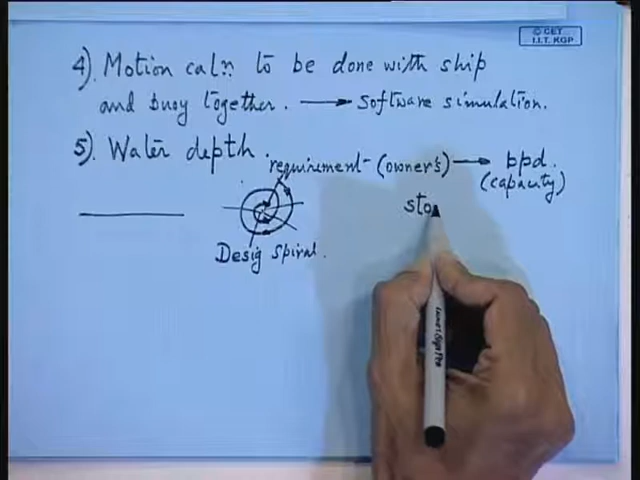 © CET
I.I.T. KGP
4). Motion caln. to be done with ship
and buoy together. → software simulation.
5). Water depth.
requirement (owner's) → bpd.
(capacity)
sto
Desig spiral.